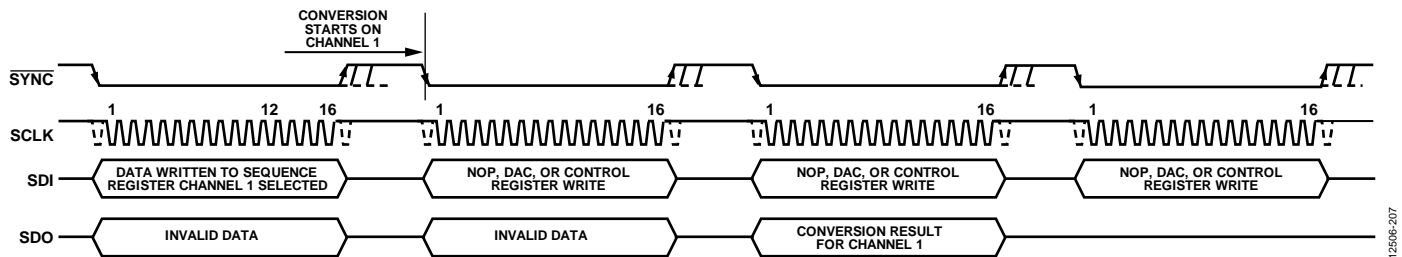 CONVERSION
STARTS ON
CHANNEL 1
SYNC
1 12 16 1 16 1 16 1 16
SCLK
SDI
DATA WRITTEN TO SEQUENCE
REGISTER CHANNEL 1 SELECTED
NOP, DAC, OR CONTROL
REGISTER WRITE
NOP, DAC, OR CONTROL
REGISTER WRITE
NOP, DAC, OR CONTROL
REGISTER WRITE
SDO
INVALID DATA
INVALID DATA
CONVERSION RESULT
FOR CHANNEL 1
12506-207